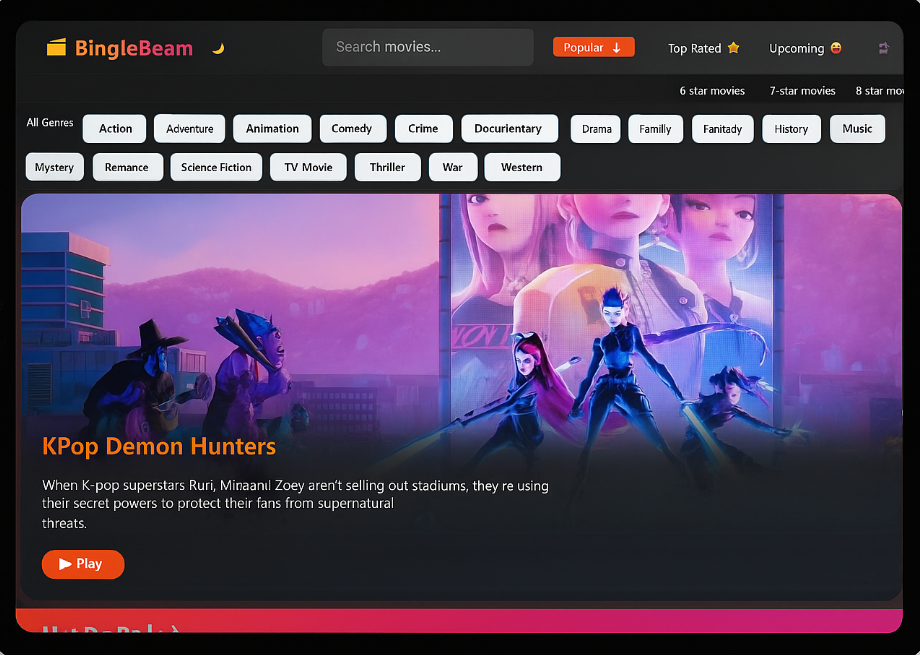 BingleBeam
Search movies...
Popular ↓
Top Rated
Upcoming
6 star movies 7-star movies 8 star mov
All Genres Action Adventure Animation Comedy Crime Docurientary Drama Familly Fanitady History Music
Mystery Remance Science Fiction TV Movie Thriller War Western
KPop Demon Hunters
When K-pop superstars Ruri, Minaand Zoey aren't selling out stadiums, they re using
their secret powers to protect their fans from supernatural
threats.
Play